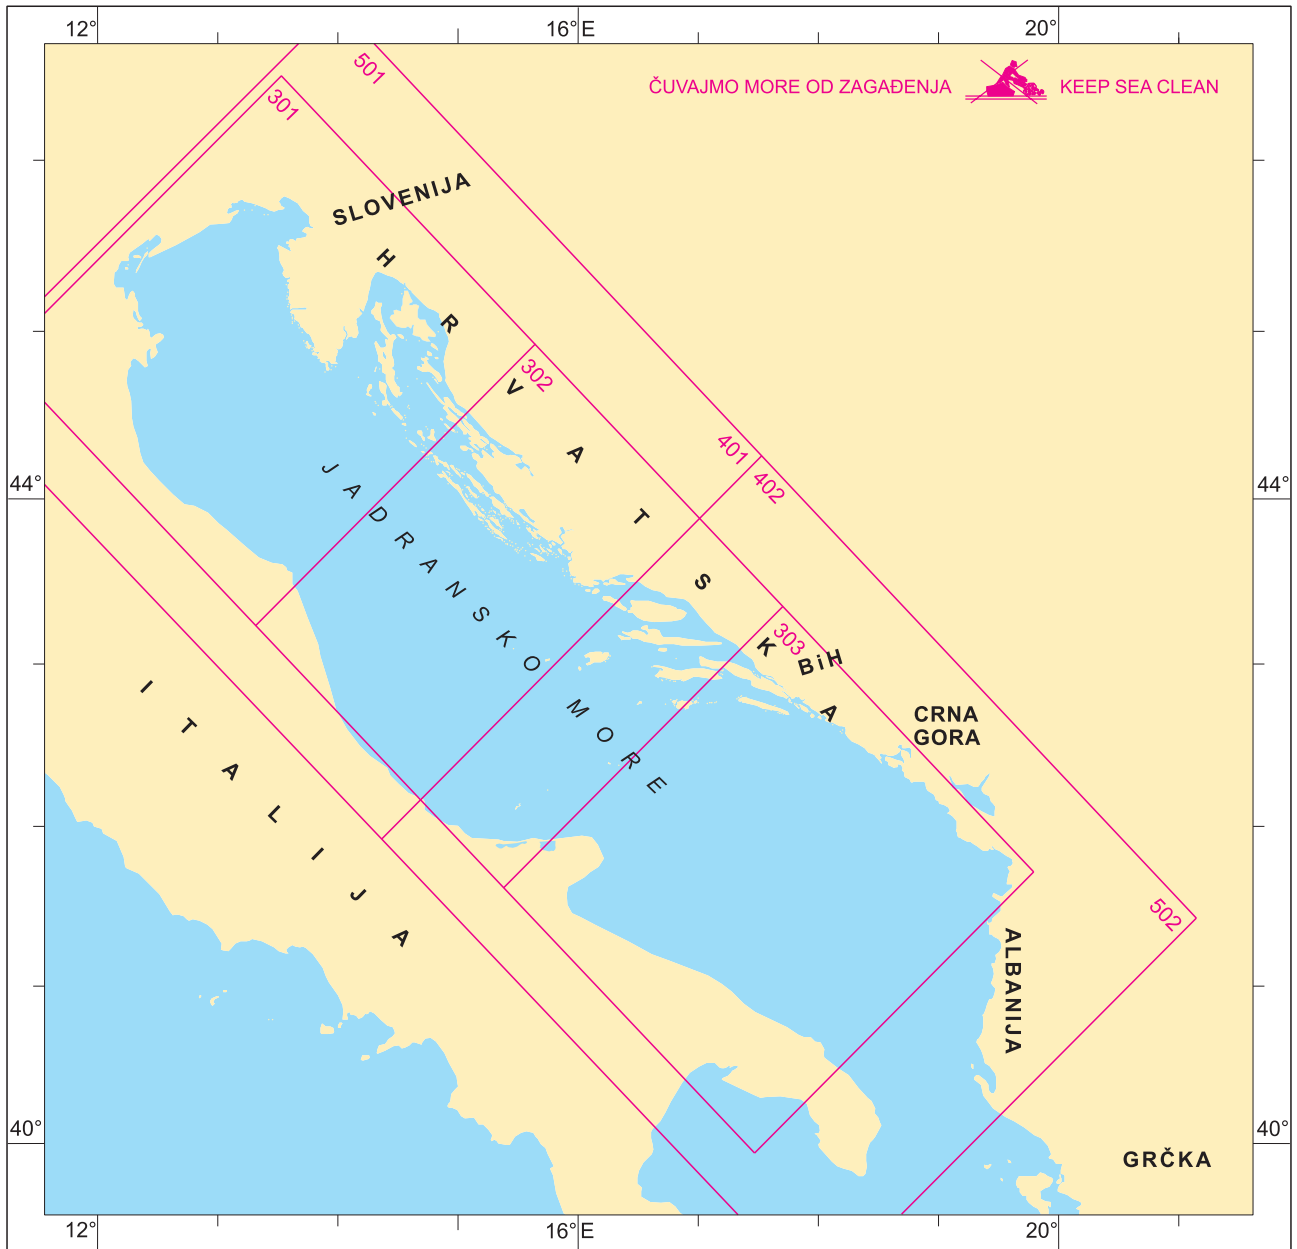 12° 16°E 20°
ČUVAJMO MORE OD ZAGAĐENJA KEEP SEA CLEAN
501
301
SLOVENIJA
HRVATSKA
302
401
402
44° 44°
JADRANSKO MORE
303
BiH
CRNA
GORA
ITALIJA
502
ALBANIJA
40° 40°
GRČKA
12° 16°E 20°